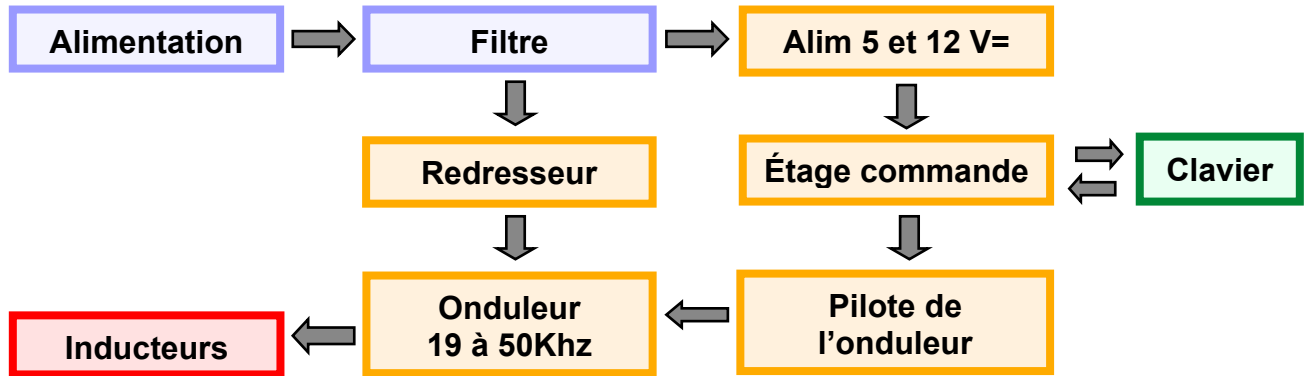 Alimentation
Filtre
Alim 5 et 12 V=
Redresseur
Étage commande
Clavier
Inducteurs
Onduleur
19 à 50Khz
Pilote de
l’onduleur